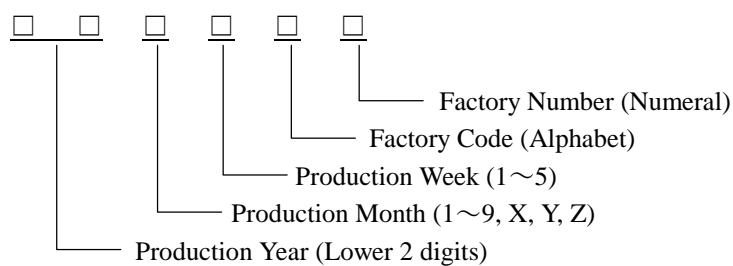 □ □ □ □ □ □
Factory Number (Numeral)
Factory Code (Alphabet)
Production Week (1～5)
Production Month (1～9, X, Y, Z)
Production Year (Lower 2 digits)